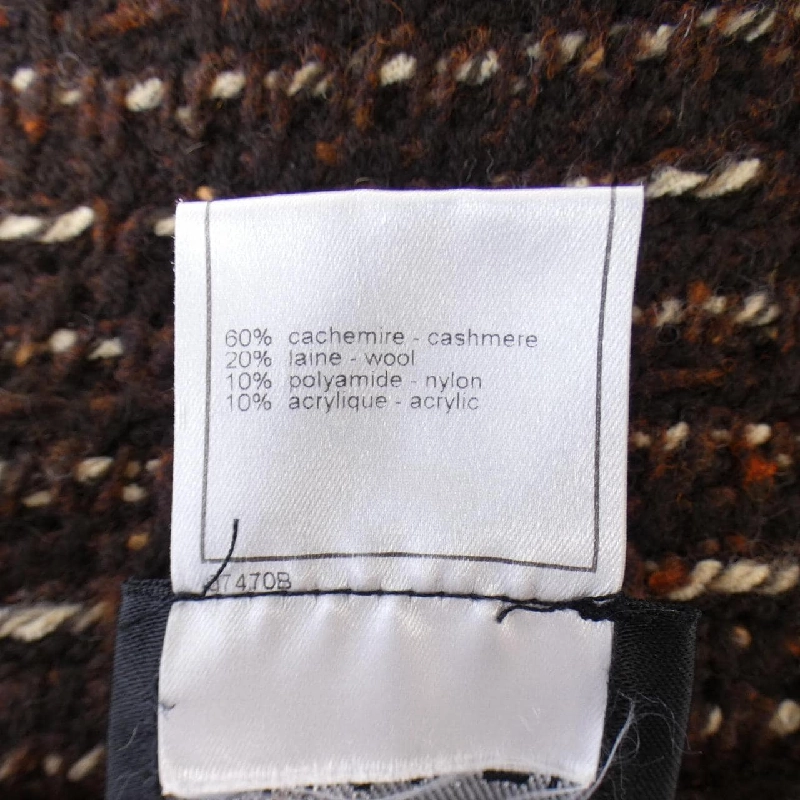 60% cachemire - cashmere
20% laine - wool
10% polyamide - nylon
10% acrylique - acrylic